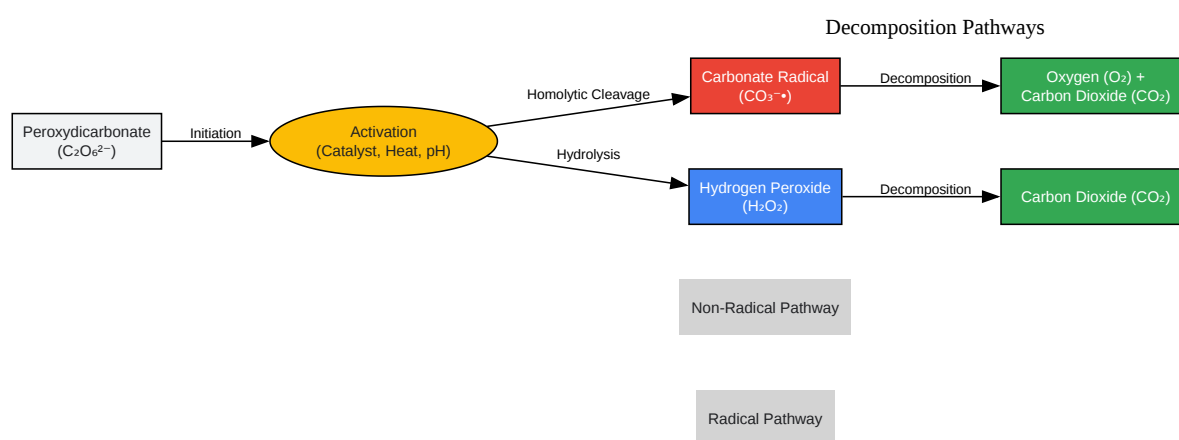 Decomposition Pathways
Peroxydicarbonate
(C₂O₆²⁻)
Initiation
Activation
(Catalyst, Heat, pH)
Homolytic Cleavage
Carbonate Radical
(CO₃⁻•)
Decomposition
Oxygen (O₂) +
Carbon Dioxide (CO₂)
Hydrolysis
Hydrogen Peroxide
(H₂O₂)
Decomposition
Carbon Dioxide (CO₂)
Non-Radical Pathway
Radical Pathway